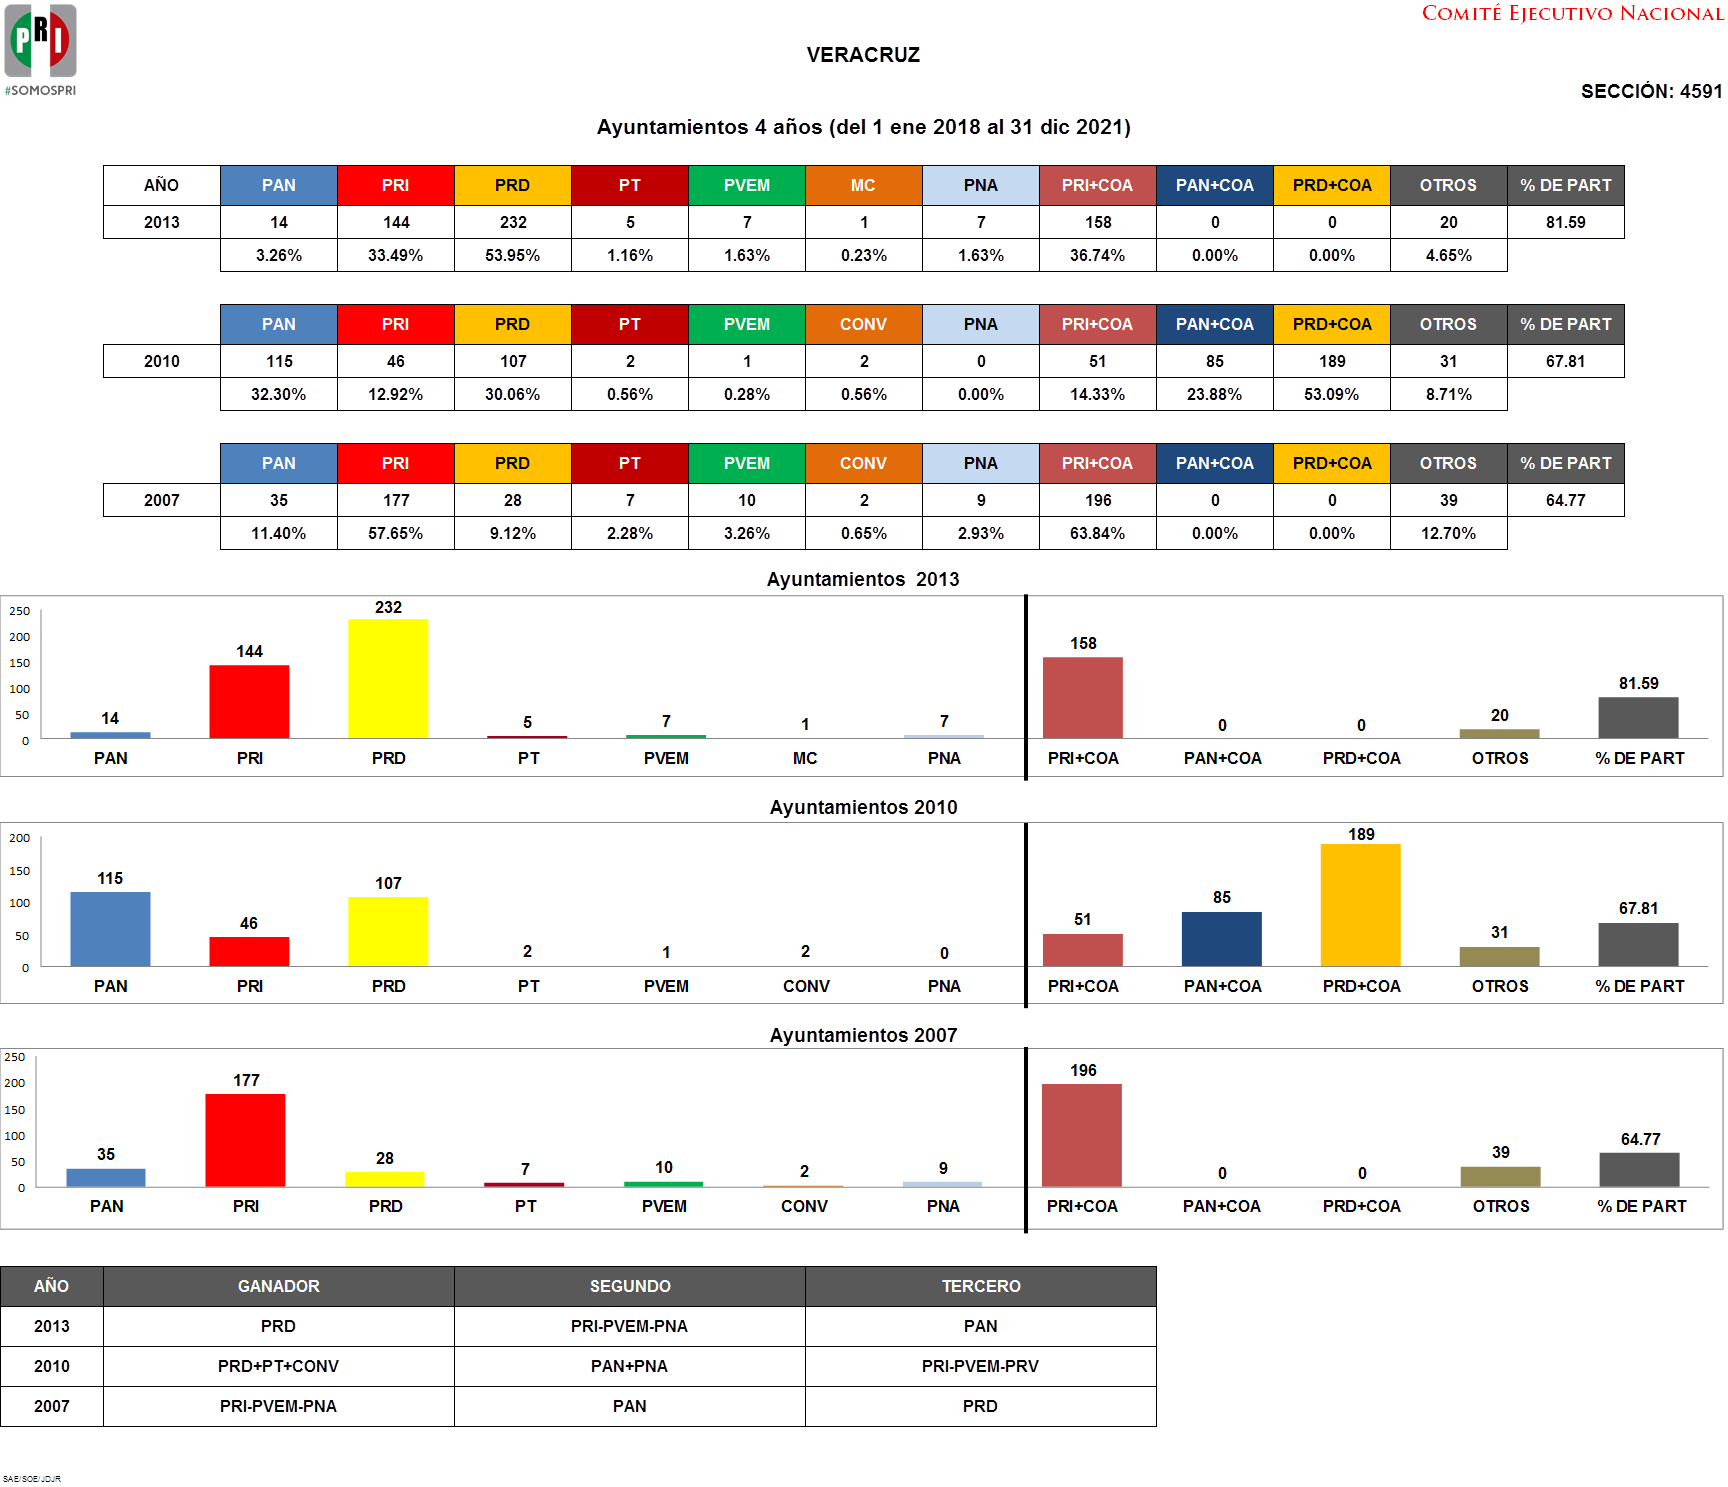 PRI
#SOMOSPRI
COMITÉ EJECUTIVO NACIONAL
VERACRUZ
SECCIÓN: 4591
Ayuntamientos 4 años (del 1 ene 2018 al 31 dic 2021)
AÑO PAN PRI PRD PT PVEM MC PNA PRI+COA PAN+COA PRD+COA OTROS % DE PART
2013 14 144 232 5 7 1 7 158 0 0 20 81.59
3.26% 33.49% 53.95% 1.16% 1.63% 0.23% 1.63% 36.74% 0.00% 0.00% 4.65%
PAN PRI PRD PT PVEM CONV PNA PRI+COA PAN+COA PRD+COA OTROS % DE PART
2010 115 46 107 2 1 2 0 51 85 189 31 67.81
32.30% 12.92% 30.06% 0.56% 0.28% 0.56% 0.00% 14.33% 23.88% 53.09% 8.71%
PAN PRI PRD PT PVEM CONV PNA PRI+COA PAN+COA PRD+COA OTROS % DE PART
2007 35 177 28 7 10 2 9 196 0 0 39 64.77
11.40% 57.65% 9.12% 2.28% 3.26% 0.65% 2.93% 63.84% 0.00% 0.00% 12.70%
Ayuntamientos 2013
250
200
150
100
50
0
14 144 232 5 7 1 7 158 0 0 20 81.59
PAN PRI PRD PT PVEM MC PNA PRI+COA PAN+COA PRD+COA OTROS % DE PART
Ayuntamientos 2010
200
150
100
50
0
115 46 107 2 1 2 0 51 85 189 31 67.81
PAN PRI PRD PT PVEM CONV PNA PRI+COA PAN+COA PRD+COA OTROS % DE PART
Ayuntamientos 2007
250
200
150
100
50
0
35 177 28 7 10 2 9 196 0 0 39 64.77
PAN PRI PRD PT PVEM CONV PNA PRI+COA PAN+COA PRD+COA OTROS % DE PART
AÑO GANADOR SEGUNDO TERCERO
2013 PRD PRI-PVEM-PNA PAN
2010 PRD+PT+CONV PAN+PNA PRI-PVEM-PRV
2007 PRI-PVEM-PNA PAN PRD
SAE/SOE/JDJR